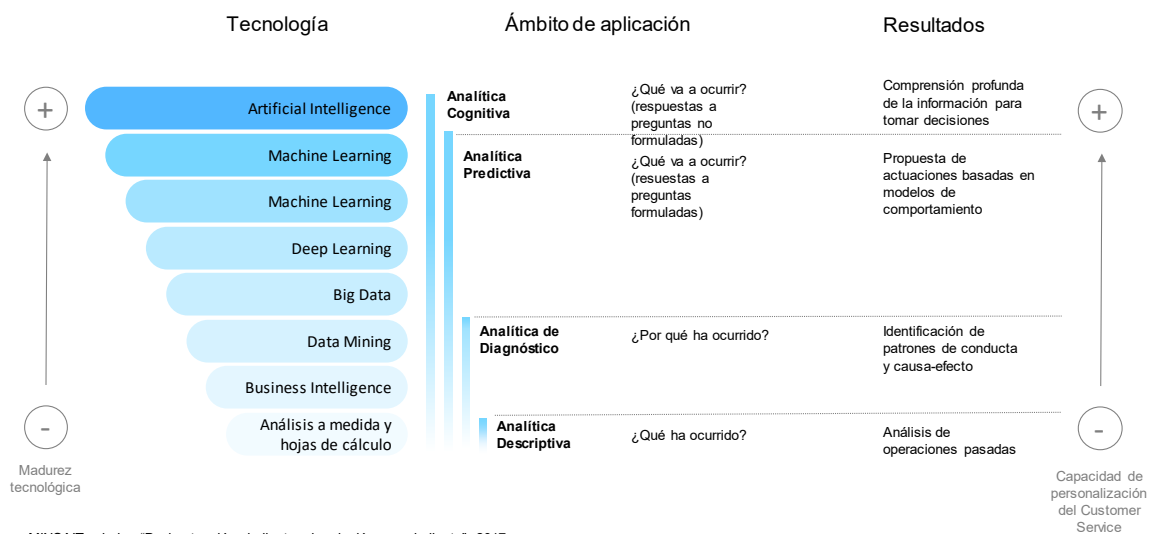 Tecnología
Ámbito de aplicación
Resultados
+
Artificial Intelligence
Analítica
Cognitiva
¿Qué va a ocurrir?
(respuestas a
preguntas no
formuladas)
Comprensión profunda
de la información para
tomar decisiones
+
Machine Learning
Analítica
Predictiva
¿Qué va a ocurrir?
(resuestas a
preguntas
formuladas)
Propuesta de
actuaciones basadas en
modelos de
comportamiento
Machine Learning
Deep Learning
Big Data
Data Mining
Analítica de
Diagnóstico
¿Por qué ha ocurrido?
Identificación de
patrones de conducta
y causa-efecto
Business Intelligence
-
Análisis a medida y
hojas de cálculo
Analítica
Descriptiva
¿Qué ha ocurrido?
Análisis de
operaciones pasadas
-
Madurez
tecnológica
Capacidad de
personalización
del Customer
Service